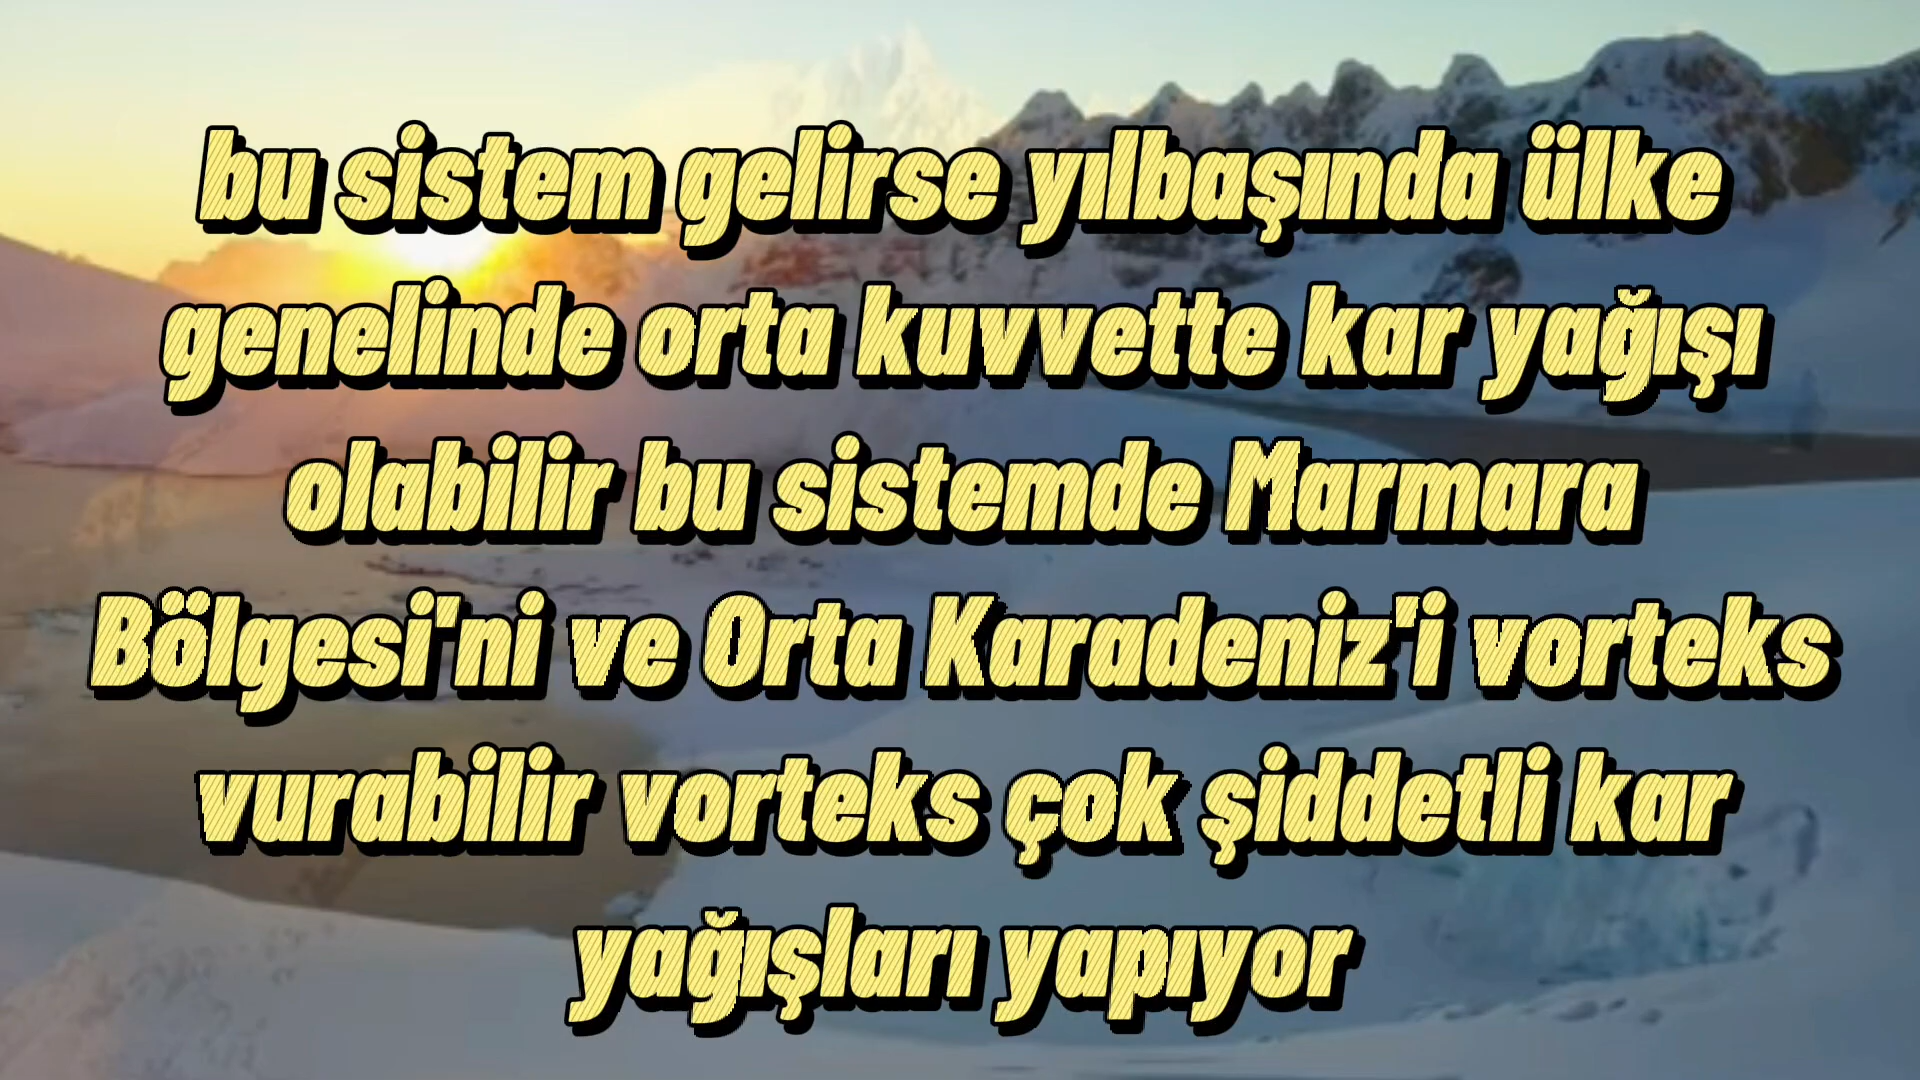 bu sistem gelirse yılbaşında ülke
genelinde orta kuvvette kar yağışı
olabilir bu sistemde Marmara
Bölgesi'ni ve Orta Karadeniz'i vorteks
vurabilir vorteks çok şiddetli kar
yağışları yapıyor